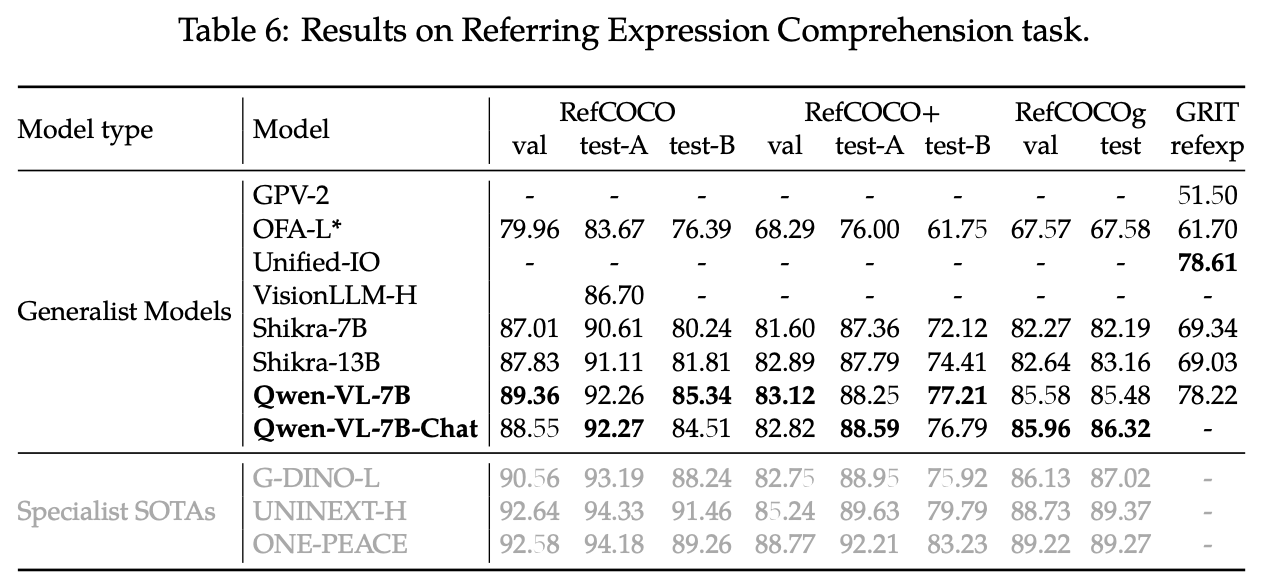 Table 6: Results on Referring Expression Comprehension task.
Model type Model RefCOCO RefCOCO+ RefCOCOg GRIT
val test-A test-B val test-A test-B val test refexp
GPV-2 - - - - - - - - 51.50
OFA-L* 79.96 83.67 76.39 68.29 76.00 61.75 67.57 67.58 61.70
Unified-IO - - - - - - - - 78.61
VisionLLM-H 86.70 - - - - - - -
Generalist Models
Shikra-7B 87.01 90.61 80.24 81.60 87.36 72.12 82.27 82.19 69.34
Shikra-13B 87.83 91.11 81.81 82.89 87.79 74.41 82.64 83.16 69.03
Qwen-VL-7B 89.36 92.26 85.34 83.12 88.25 77.21 85.58 85.48 78.22
Qwen-VL-7B-Chat 88.55 92.27 84.51 82.82 88.59 76.79 85.96 86.32 -
G-DINO-L 90.56 93.19 88.24 82.75 88.95 75.92 86.13 87.02 -
Specialist SOTAs UNINEXT-H 92.64 94.33 91.46 85.24 89.63 79.79 88.73 89.37 -
ONE-PEACE 92.58 94.18 89.26 88.77 92.21 83.23 89.22 89.27 -